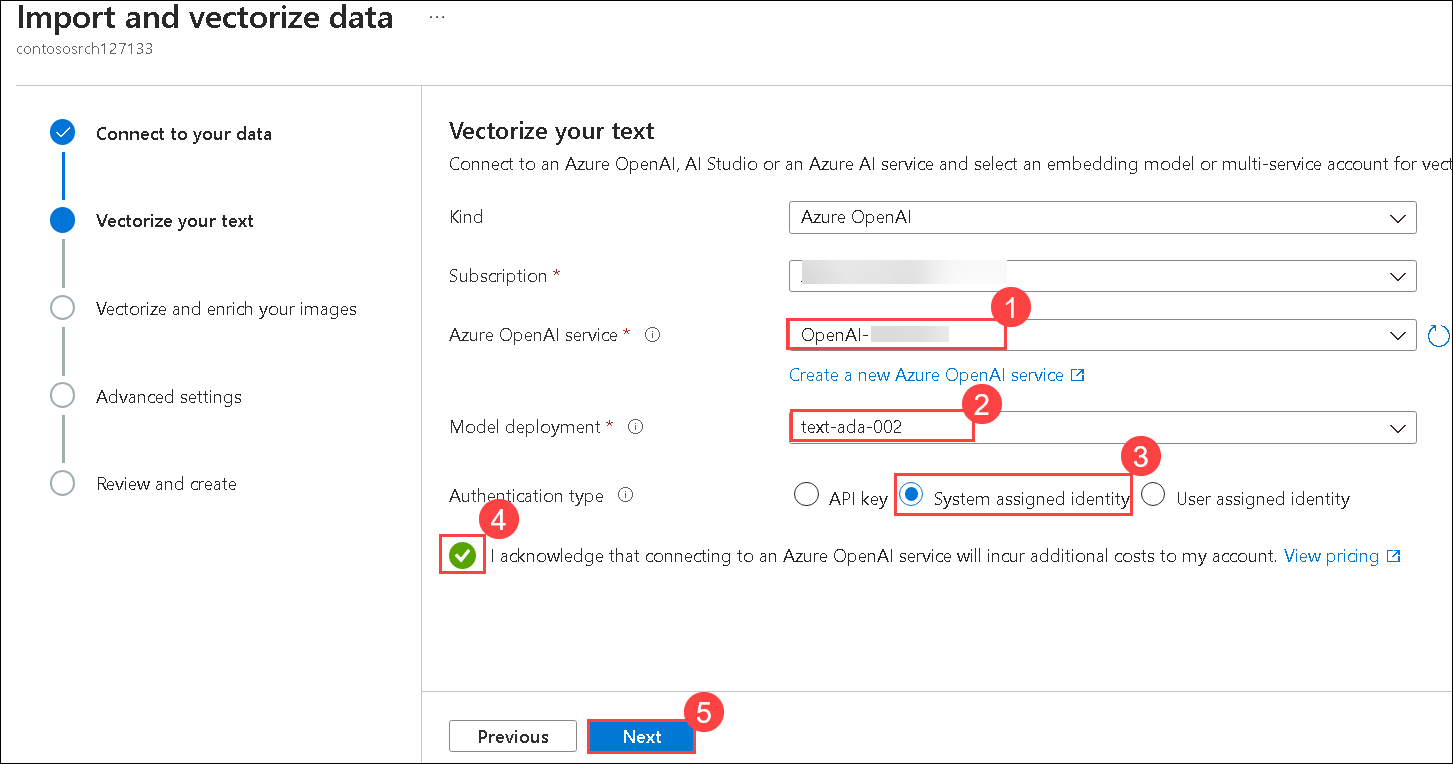 Import and vectorize data ...
contososrch127133
Connect to your data
Vectorize your text
Vectorize and enrich your images
Advanced settings
Review and create
Vectorize your text
Connect to an Azure OpenAI, AI Studio or an Azure AI service and select an embedding model or multi-service account for vect
Kind
Azure OpenAI
Subscription *
1
Azure OpenAI service *
OpenAI-
Create a new Azure OpenAI service
2
Model deployment *
text-ada-002
3
Authentication type
API key
System assigned identity
User assigned identity
4
I acknowledge that connecting to an Azure OpenAI service will incur additional costs to my account. View pricing
5
Previous
Next